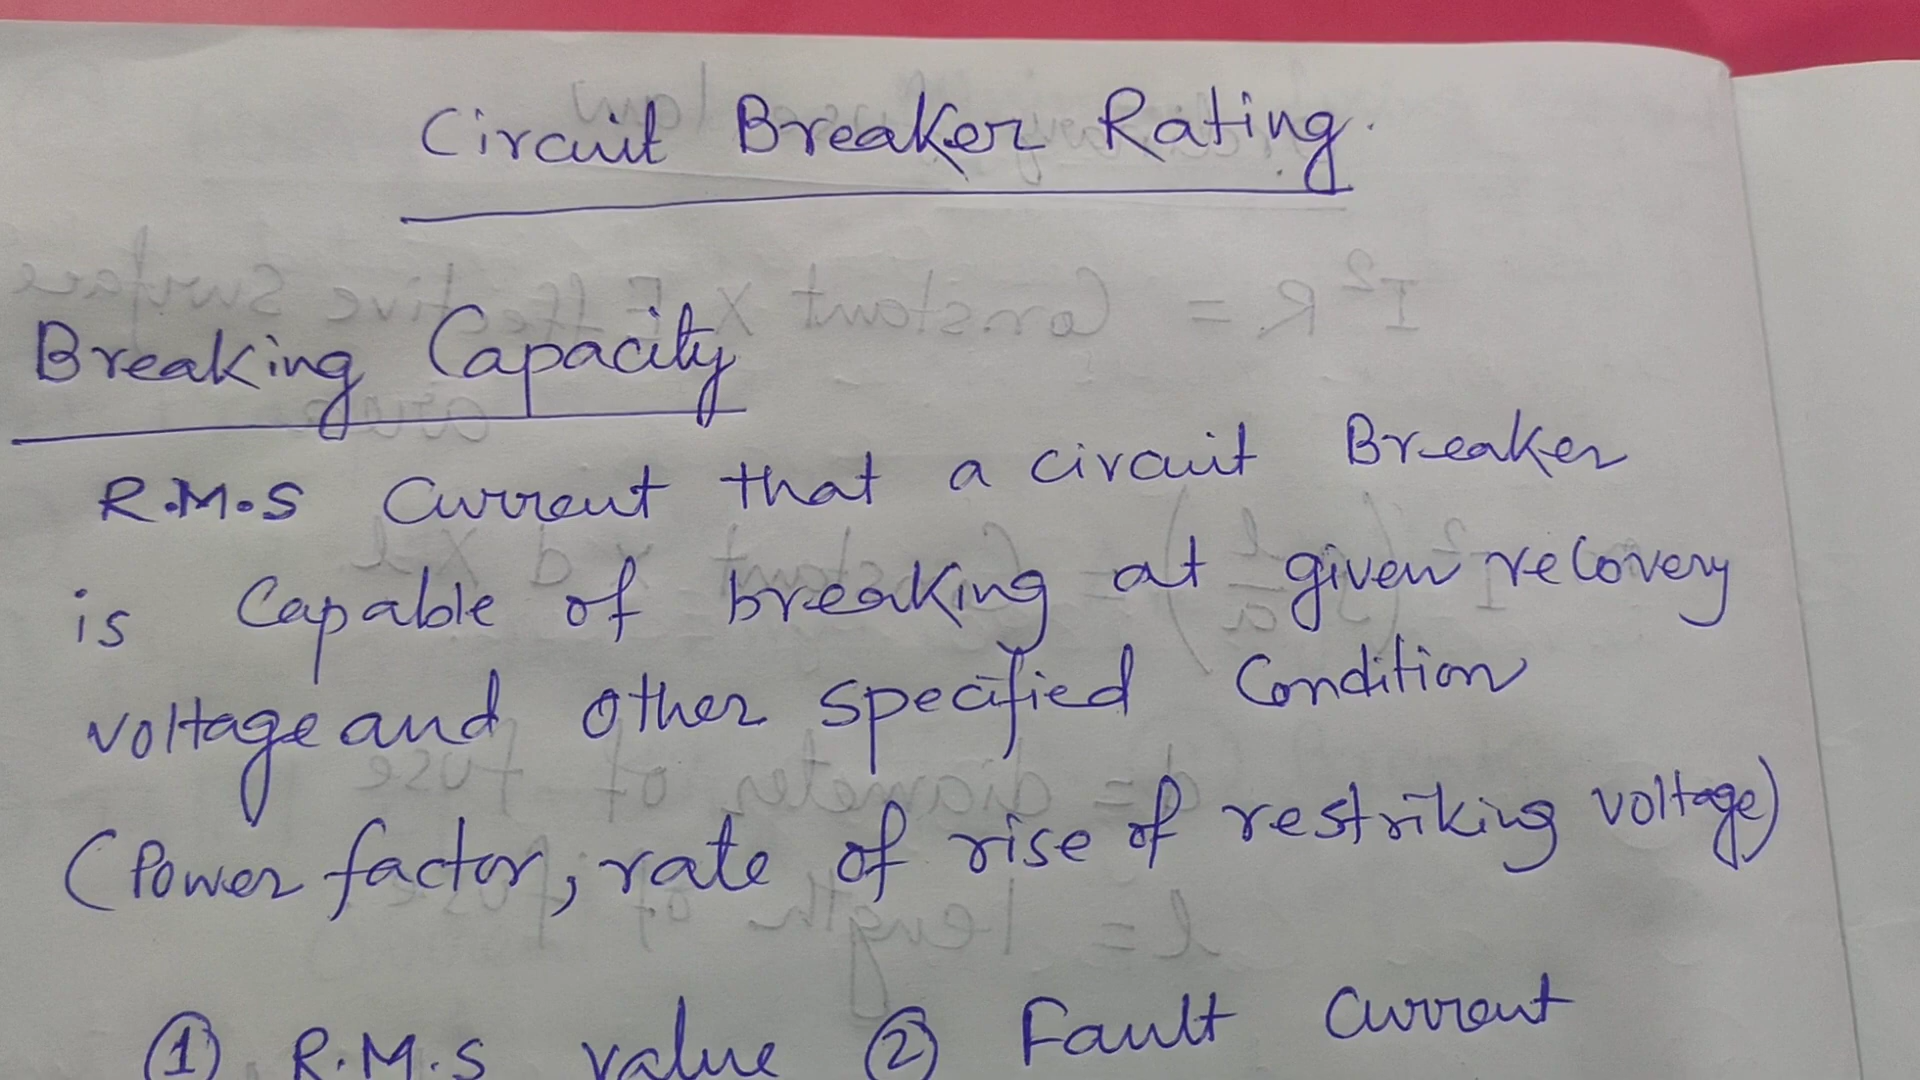 Circuit Breaker Rating.
Breaking Capacity
R.M.S Current that a circuit Breaker
is Capable of breaking at given recovery
voltage and other specified Condition
(Power factor, rate of rise of restriking voltage)
① R.M.S value ② Fault Current